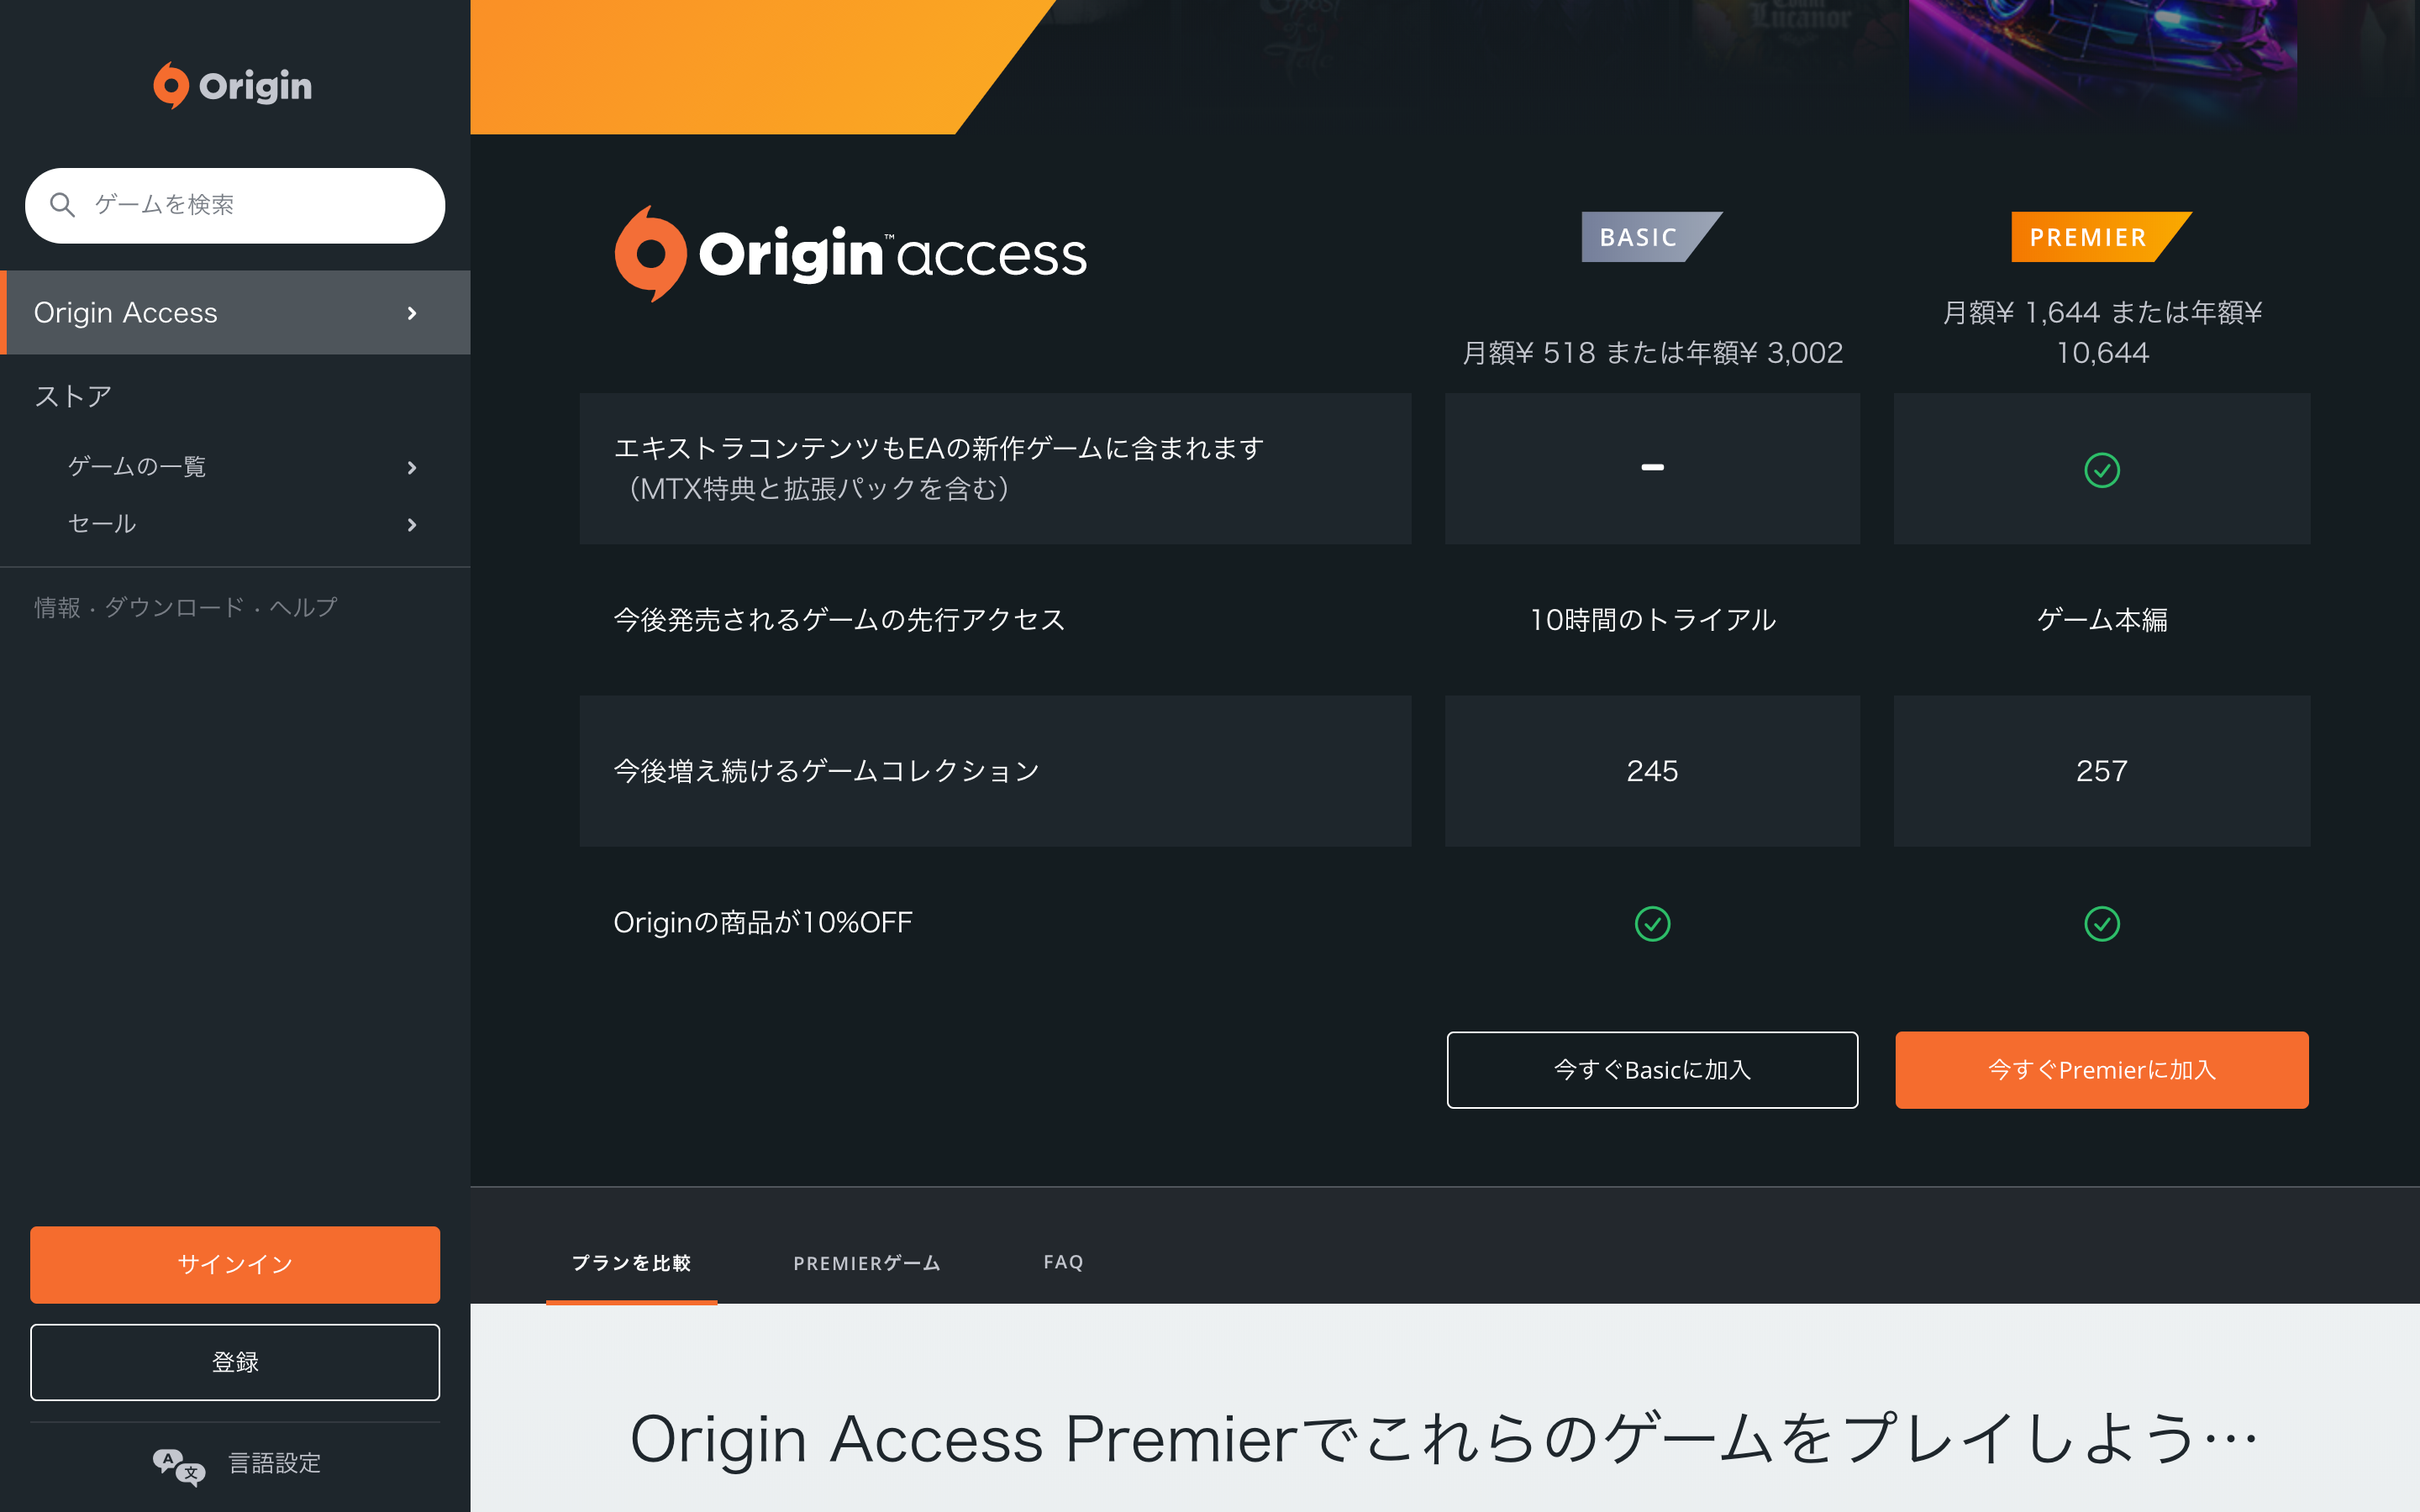 Origin
ゲームを検索
Origin Access
ストア
ゲームの一覧
セール
情報・ダウンロード・ヘルプ
サインイン
登録
言語設定
Lucanor
Origin™ access
BASIC
PREMIER
月額¥ 518 または年額¥ 3,002
月額¥ 1,644 または年額¥
10,644
エキストラコンテンツもEAの新作ゲームに含まれます
（MTX特典と拡張パックを含む）
今後発売されるゲームの先行アクセス
10時間のトライアル
ゲーム本編
今後増え続けるゲームコレクション
245
257
Originの商品が10%OFF
今すぐBasicに加入
今すぐPremierに加入
プランを比較
PREMIERゲーム
FAQ
Origin Access Premierでこれらのゲームをプレイしよう…